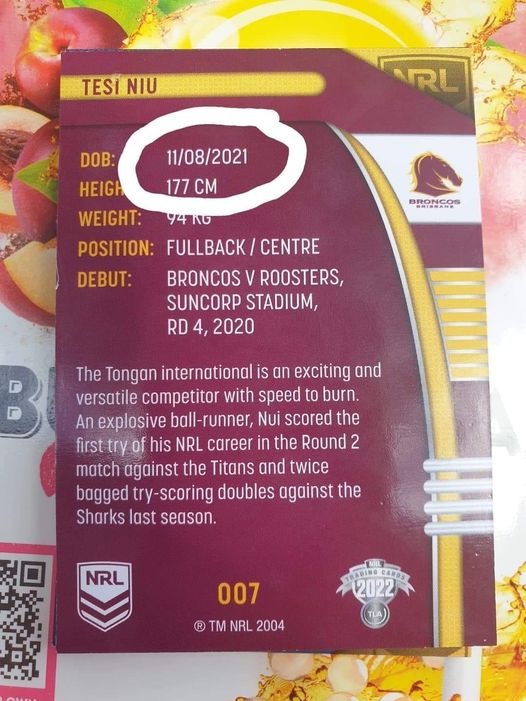 TESI NIU
NRL
DOB: 11/08/2021
HEIGH 177 CM
WEIGHT: 94 KG
POSITION: FULLBACK / CENTRE
DEBUT: BRONCOS V ROOSTERS,
SUNCORP STADIUM,
RD 4, 2020
BRONCOS
BRISBANE
The Tongan international is an exciting and
versatile competitor with speed to burn.
An explosive ball-runner, Nui scored the
first try of his NRL career in the Round 2
match against the Titans and twice
bagged try-scoring doubles against the
Sharks last season.
NRL
007
® TM NRL 2004
NRL
TRADING CARDS
2022
TLA